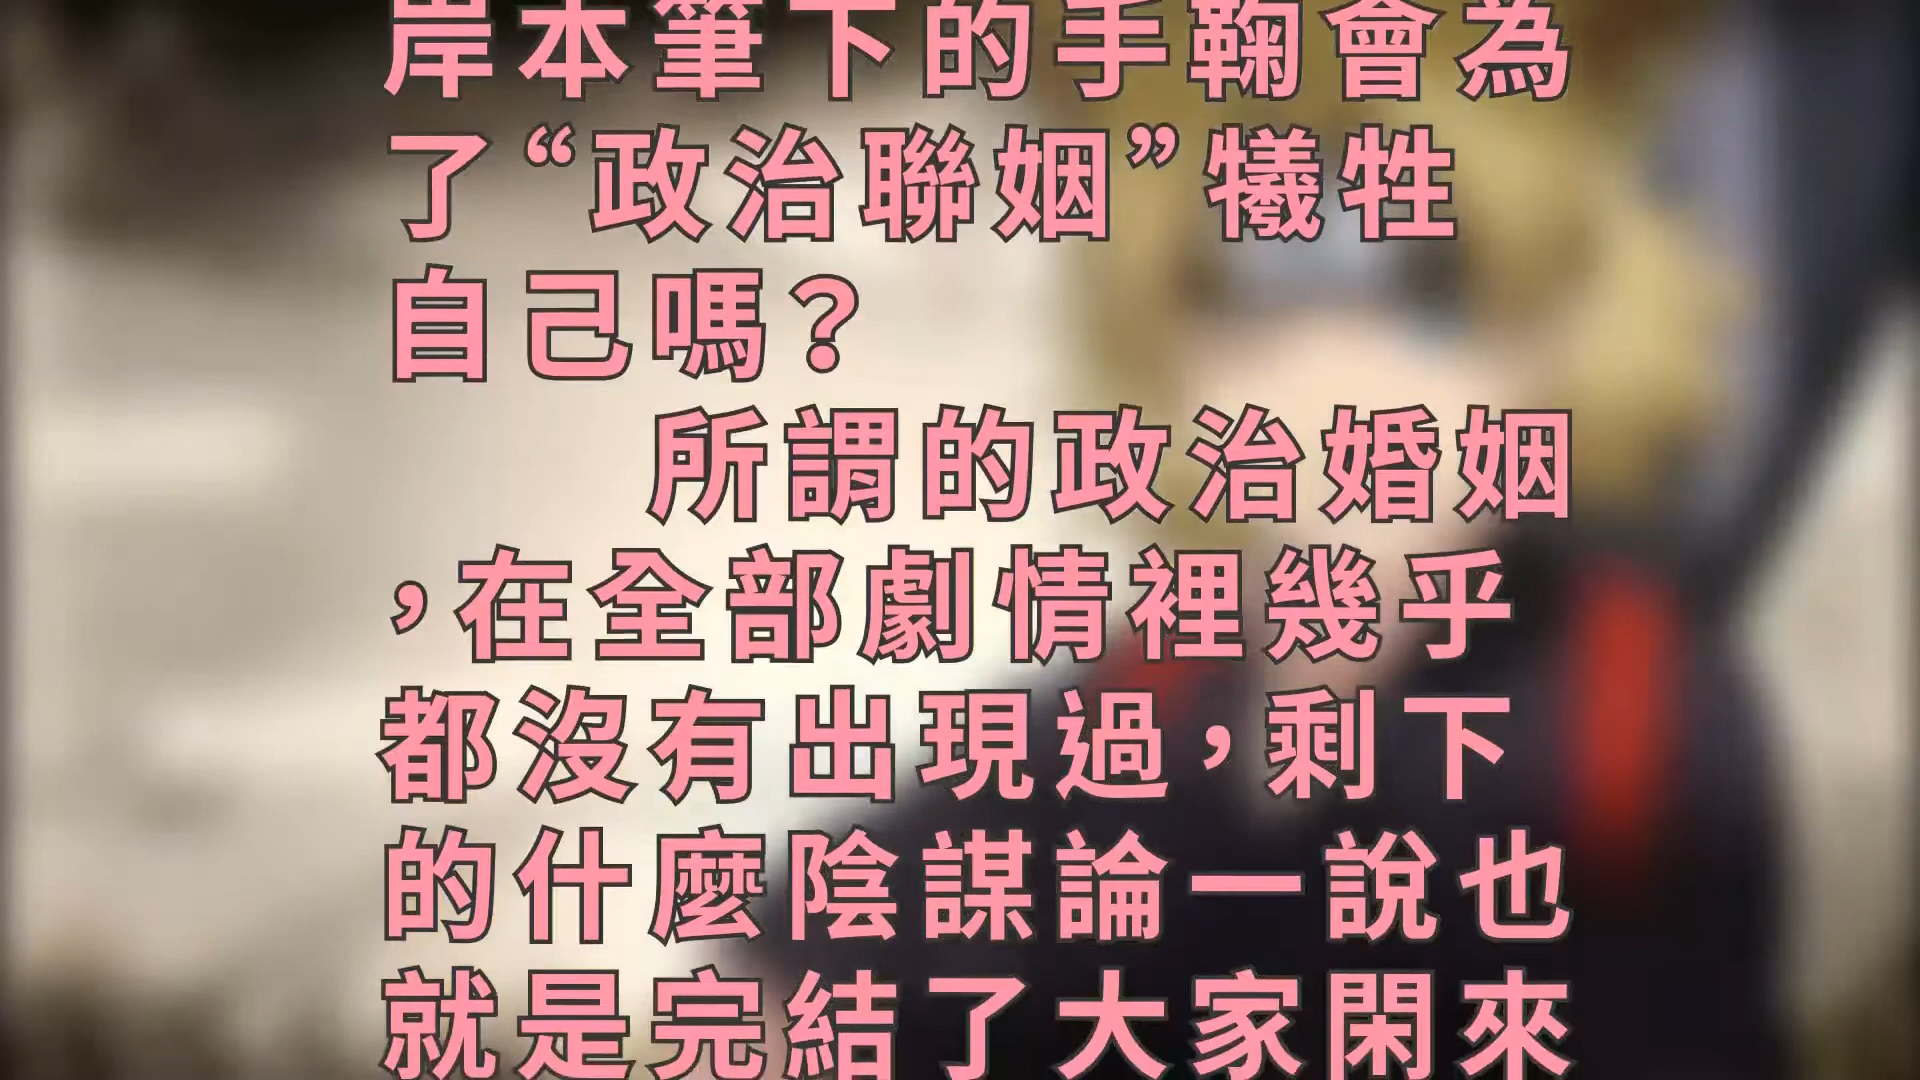 岸本筆下的手鞠會為
了“政治聯姻”犧牲
自己嗎？
所謂的政治婚姻
，在全部劇情裡幾乎
都沒有出現過，剩下
的什麼陰謀論一說也
就是完結了大家閑來